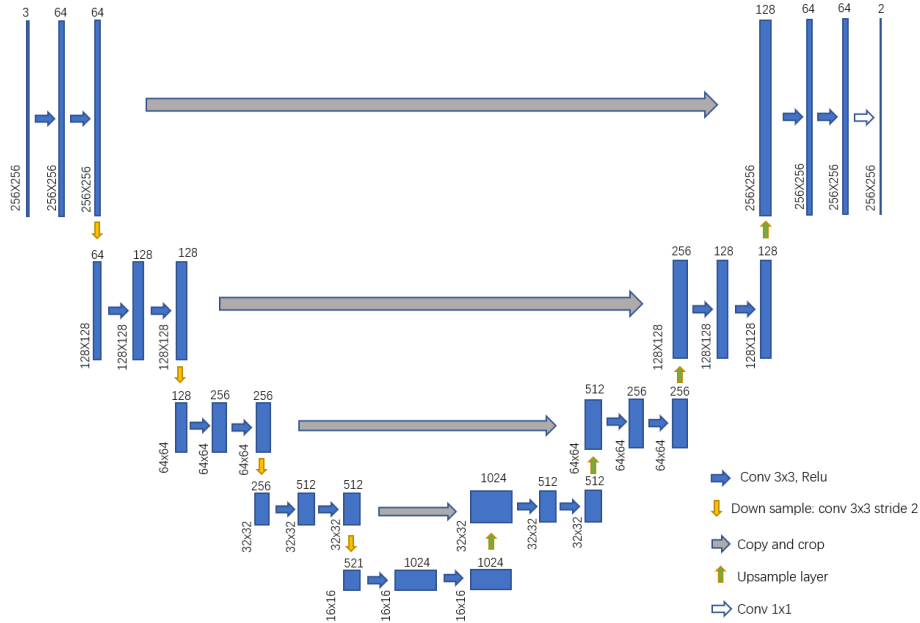 3
64
64
128
64
64
2
256X256
256X256
256X256
256X256
256X256
256X256
256X256
64
128
128
256
128
128
128X128
128X128
128X128
128X128
128X128
128X128
128
256
256
512
256
256
64x64
64x64
64x64
64x64
64x64
64x64
256
512
512
1024
512
512
32x32
32x32
32x32
32x32
32x32
32x32
521
1024
1024
16x16
16x16
16x16
Conv 3x3, Relu
Down sample: conv 3x3 stride 2
Copy and crop
Upsample layer
Conv 1x1